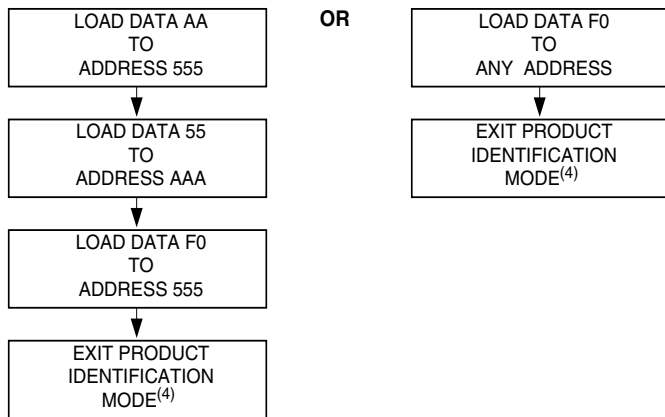 LOAD DATA AA
TO
ADDRESS 555
LOAD DATA 55
TO
ADDRESS AAA
LOAD DATA F0
TO
ADDRESS 555
EXIT PRODUCT
IDENTIFICATION
MODE(4)
OR
LOAD DATA F0
TO
ANY ADDRESS
EXIT PRODUCT
IDENTIFICATION
MODE(4)